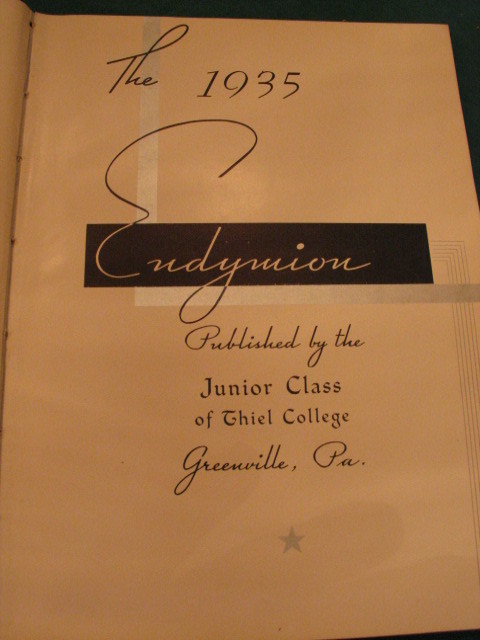 The 1935
Endymion
Published by the
Junior Class
of Thiel College
Greenville, Pa.